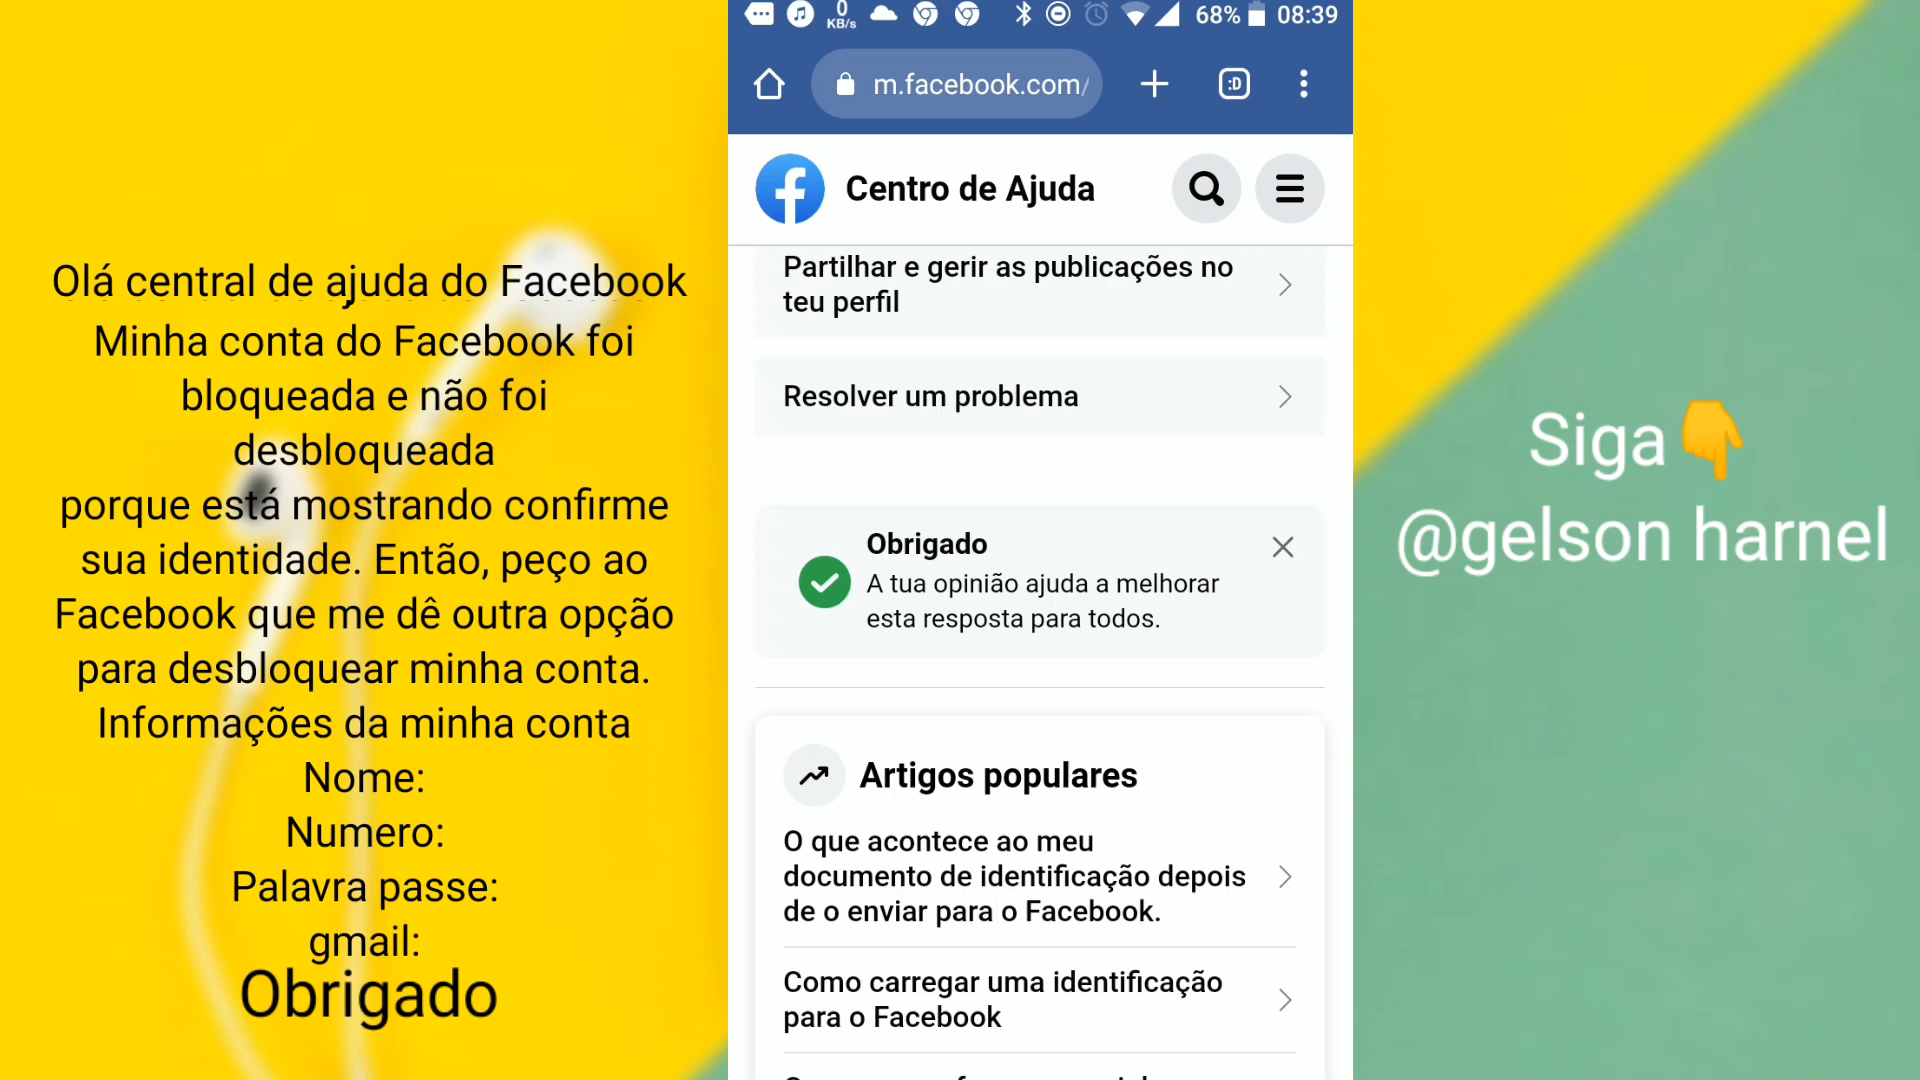 Olá central de ajuda do Facebook
Minha conta do Facebook foi
bloqueada e não foi
desbloqueada
porque está mostrando confirme
sua identidade. Então, peço ao
Facebook que me dê outra opção
para desbloquear minha conta.
Informações da minha conta
Nome:
Numero:
Palavra passe:
gmail:
Obrigado
0
KB/s
68%
08:39
m.facebook.com/
:D
Centro de Ajuda
Partilhar e gerir as publicações no
teu perfil
Resolver um problema
Obrigado
A tua opinião ajuda a melhorar
esta resposta para todos.
Artigos populares
O que acontece ao meu
documento de identificação depois
de o enviar para o Facebook.
Como carregar uma identificação
para o Facebook
Siga👇
@gelson harnel